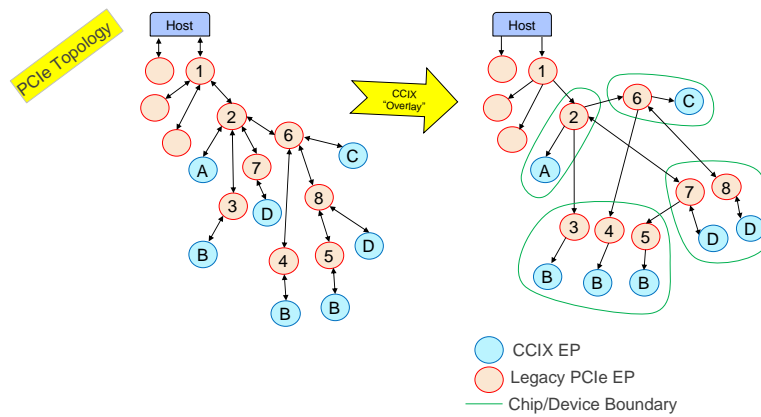 PCIe Topology
Host
1
2
6
C
A
7
8
3
D
D
B
4
5
B
B
CCIX
"Overlay"
Host
1
6
C
2
A
7
8
3
4
5
D
D
B
B
B
CCIX EP
Legacy PCIe EP
Chip/Device Boundary